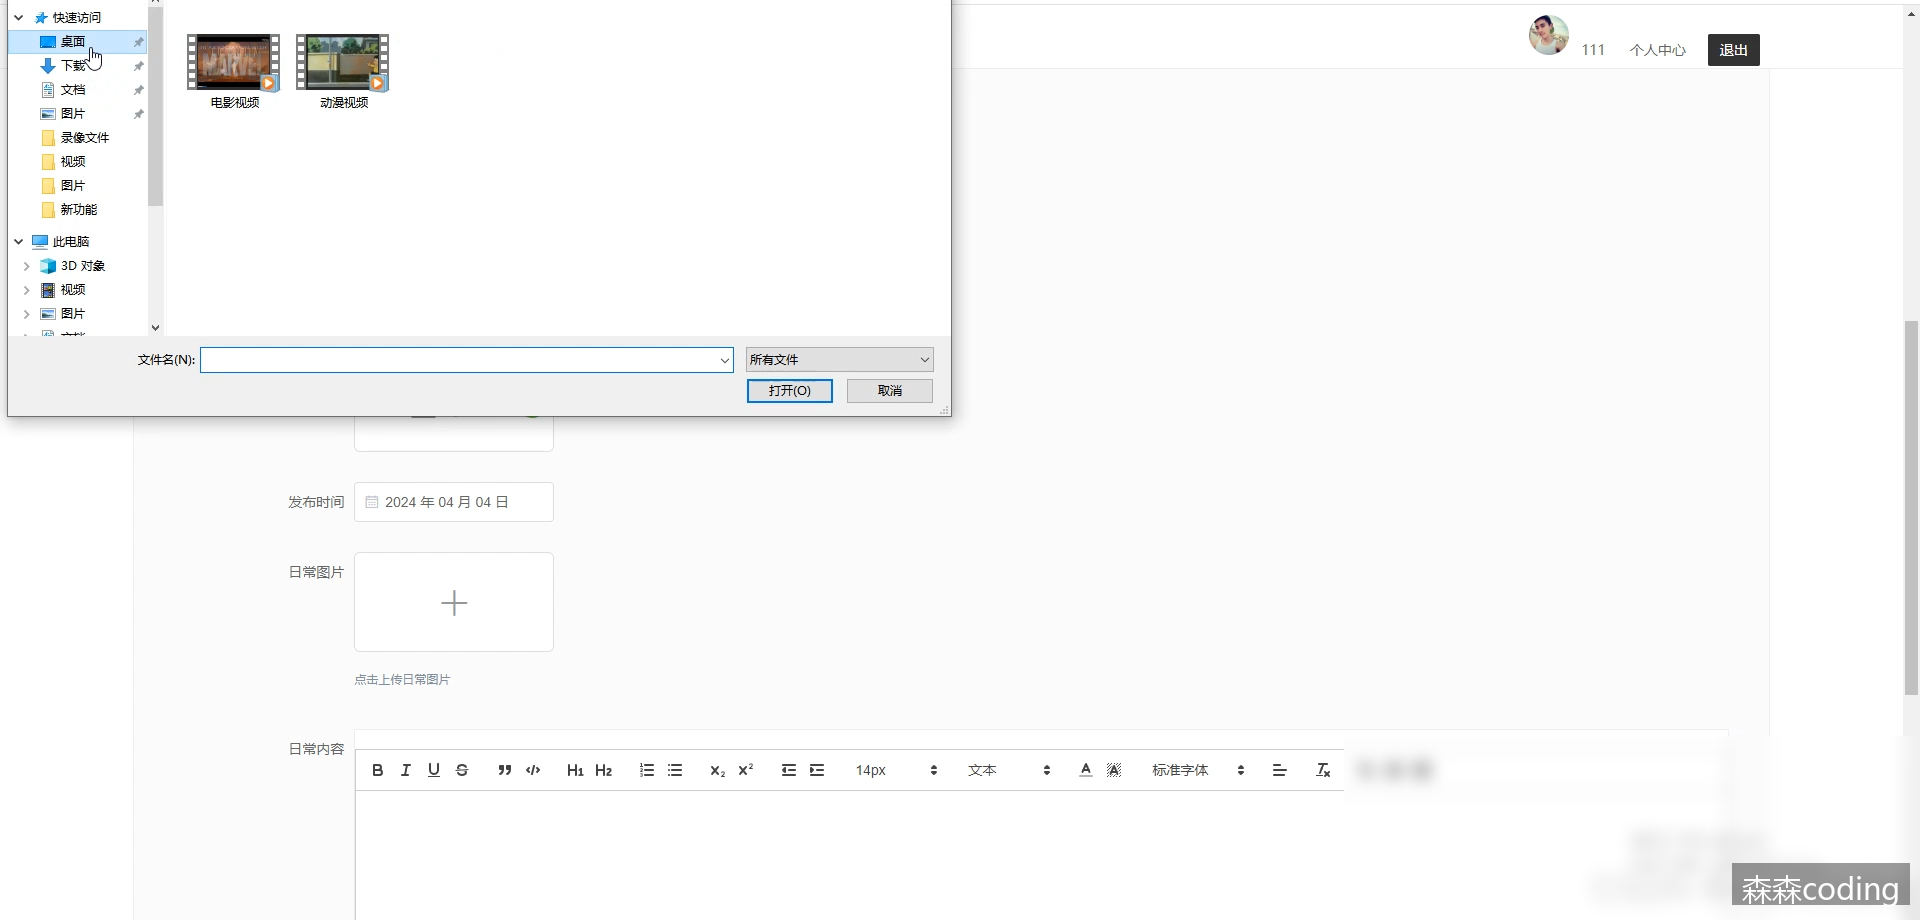 快速访问
桌面
下载
文档
图片
录像文件
视频
图片
新功能
此电脑
3D 对象
视频
图片
电影视频
动漫视频
文件名(N):
所有文件
打开(O)
取消
111
个人中心
退出
发布时间
2024 年 04 月 04 日
日常图片
点击上传日常图片
日常内容
B I U S H1 H2 X2 X2 14px 文本 A A 标准字体 Tx
森森coding